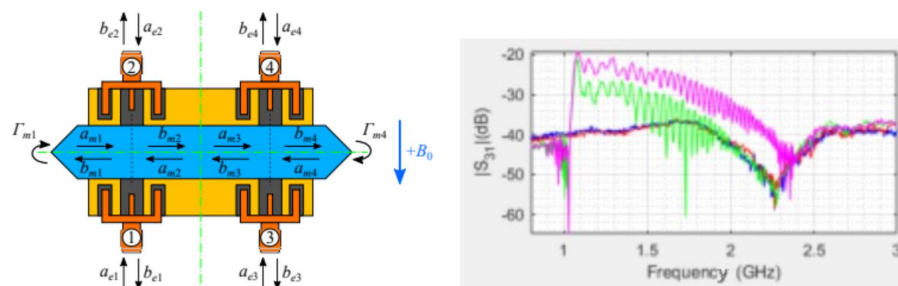 b_e2 a_e2 b_e4 a_e4
2 4
Γ_m1 a_m1 b_m2 a_m3 b_m4 Γ_m4
b_m1 a_m2 b_m3 a_m4
+B_0
1 3
a_e1 b_e1 a_e3 b_e3
|S_31|(dB)
-20
-30
-40
-50
-60
1 1.5 2 2.5 3
Frequency (GHz)